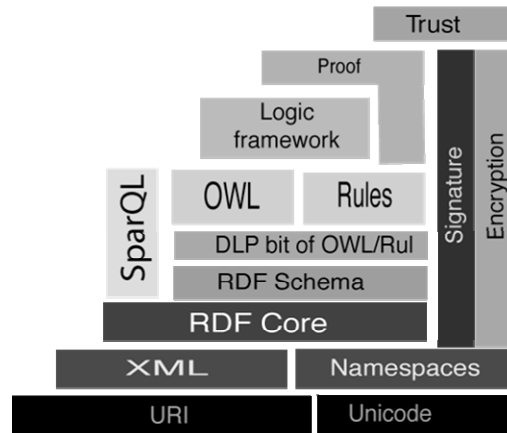 Trust
Proof
Logic
framework
Signature
Encryption
SparQL
OWL
Rules
DLP bit of OWL/Rul
RDF Schema
RDF Core
XML
Namespaces
URI
Unicode